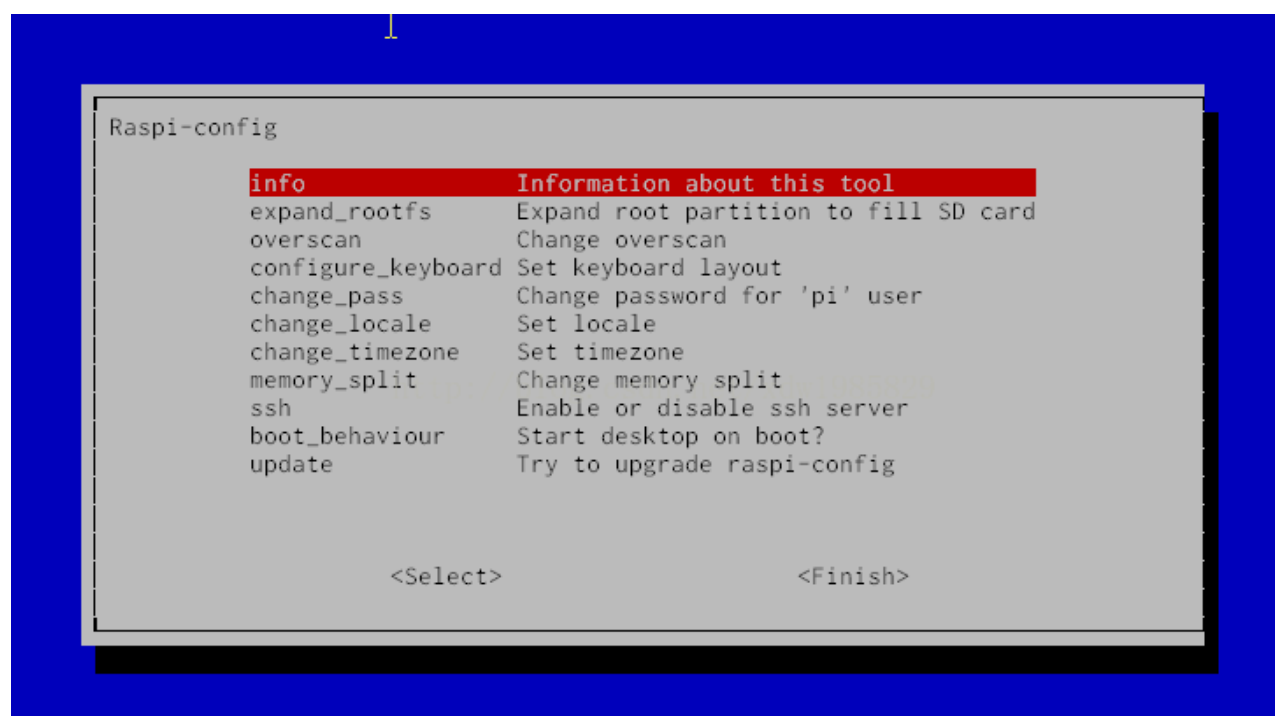 Raspi-config
info Information about this tool
expand_rootfs Expand root partition to fill SD card
overscan Change overscan
configure_keyboard Set keyboard layout
change_pass Change password for 'pi' user
change_locale Set locale
change_timezone Set timezone
memory_split Change memory split
ssh Enable or disable ssh server
boot_behaviour Start desktop on boot?
update Try to upgrade raspi-config
<Select> <Finish>